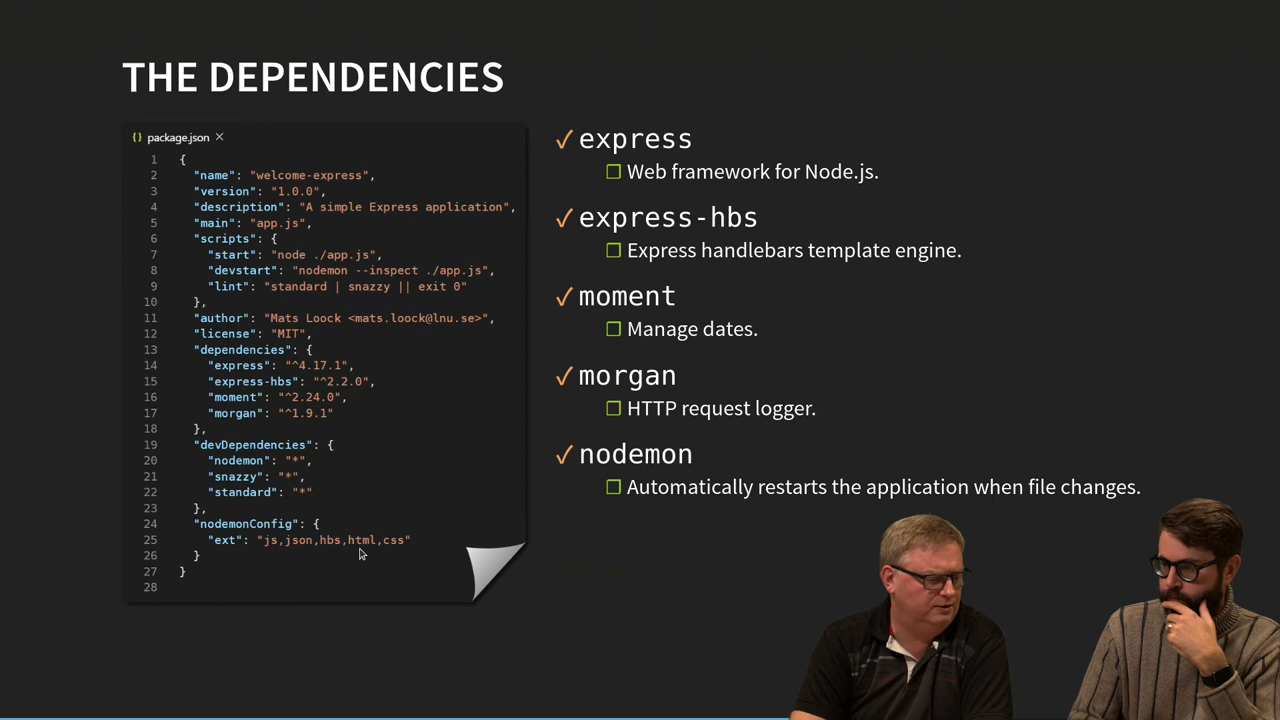 THE DEPENDENCIES
{} package.json ×
1 {
2 "name": "welcome-express",
3 "version": "1.0.0",
4 "description": "A simple Express application",
5 "main": "app.js",
6 "scripts": {
7 "start": "node ./app.js",
8 "devstart": "nodemon --inspect ./app.js",
9 "lint": "standard | snazzy || exit 0"
10 },
11 "author": "Mats Loock <mats.loock@lnu.se>",
12 "license": "MIT",
13 "dependencies": {
14 "express": "^4.17.1",
15 "express-hbs": "^2.2.0",
16 "moment": "^2.24.0",
17 "morgan": "^1.9.1"
18 },
19 "devDependencies": {
20 "nodemon": "*",
21 "snazzy": "*",
22 "standard": "*"
23 },
24 "nodemonConfig": {
25 "ext": "js,json,hbs,html,css"
26 }
27 }
28
✓ express
❐ Web framework for Node.js.
✓ express-hbs
❐ Express handlebars template engine.
✓ moment
❐ Manage dates.
✓ morgan
❐ HTTP request logger.
✓ nodemon
❐ Automatically restarts the application when file changes.